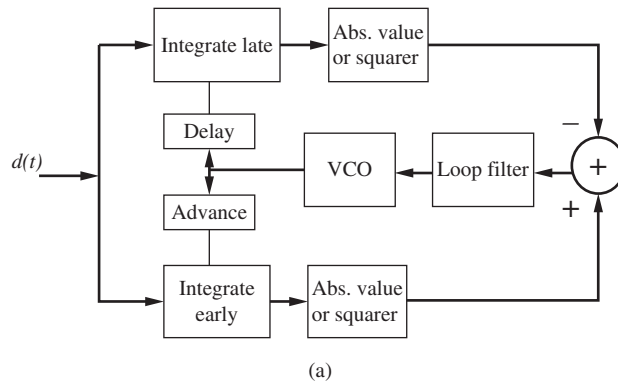 Integrate late
Abs. value
or squarer
Delay
−
d(t)
VCO
Loop filter
+
Advance
+
Integrate
early
Abs. value
or squarer
(a)